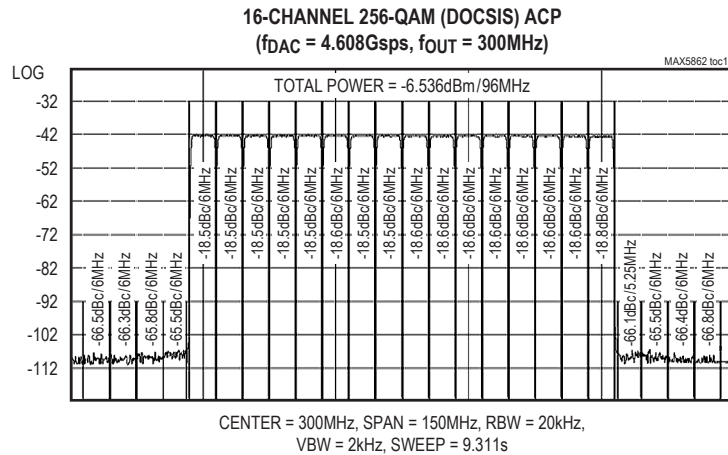 16-CHANNEL 256-QAM (DOCSIS) ACP
(fDAC = 4.608Gsps, fOUT = 300MHz)
MAX5862 toc1
LOG
TOTAL POWER = -6.536dBm/96MHz
-32
-42
-52
-62
-72
-82
-92
-102
-112
-66.5dBc/6MHz
-66.3dBc/6MHz
-65.8dBc/6MHz
-65.5dBc/6MHz
-18.5dBc/6MHz
-18.5dBc/6MHz
-18.5dBc/6MHz
-18.5dBc/6MHz
-18.6dBc/6MHz
-18.6dBc/6MHz
-18.5dBc/6MHz
-18.5dBc/6MHz
-18.5dBc/6MHz
-18.6dBc/6MHz
-18.6dBc/6MHz
-18.6dBc/6MHz
-18.6dBc/6MHz
-18.6dBc/6MHz
-18.6dBc/6MHz
-18.8dBc/6MHz
-66.1dBc/5.25MHz
-65.5dBc/6MHz
-66.4dBc/6MHz
-66.8dBc/6MHz
CENTER = 300MHz, SPAN = 150MHz, RBW = 20kHz,
VBW = 2kHz, SWEEP = 9.311s